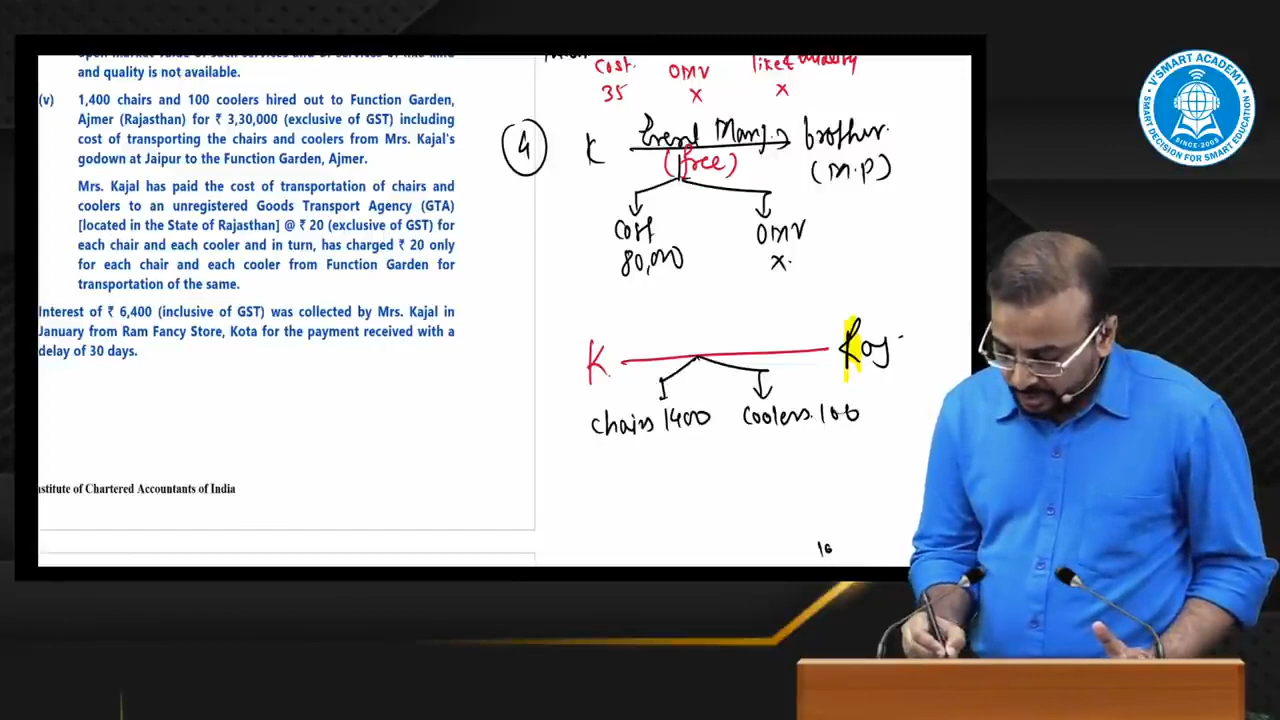 and quality is not available.
(v) 1,400 chairs and 100 coolers hired out to Function Garden,
Ajmer (Rajasthan) for ₹ 3,30,000 (exclusive of GST) including
cost of transporting the chairs and coolers from Mrs. Kajal's
godown at Jaipur to the Function Garden, Ajmer.
Mrs. Kajal has paid the cost of transportation of chairs and
coolers to an unregistered Goods Transport Agency (GTA)
[located in the State of Rajasthan] @ ₹ 20 (exclusive of GST) for
each chair and each cooler and in turn, has charged ₹ 20 only
for each chair and each cooler from Function Garden for
transportation of the same.
Interest of ₹ 6,400 (inclusive of GST) was collected by Mrs. Kajal in
January from Ram Fancy Store, Kota for the payment received with a
delay of 30 days.
nstitute of Chartered Accountants of India
cost. OMV like & quality
35 x x
4 K Event Mang. brother.
(free) (M.P)
Cost OMV
80,000 x.
K Raj.
Chairs 1400 Coolers 100
10
V'SMART ACADEMY
SMART DECISION FOR SMART EDUCATION
SINCE-2005